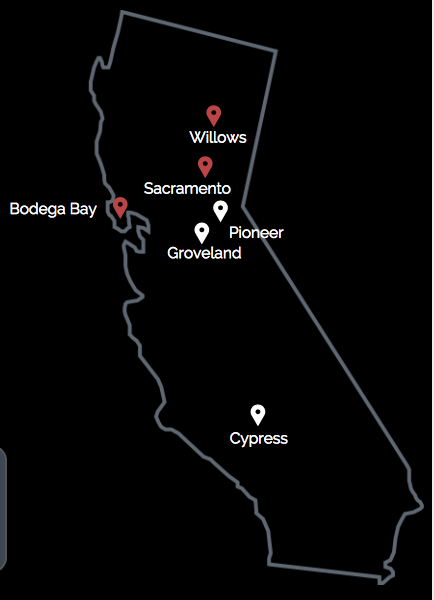 Willows
Sacramento
Bodega Bay
Pioneer
Groveland
Cypress